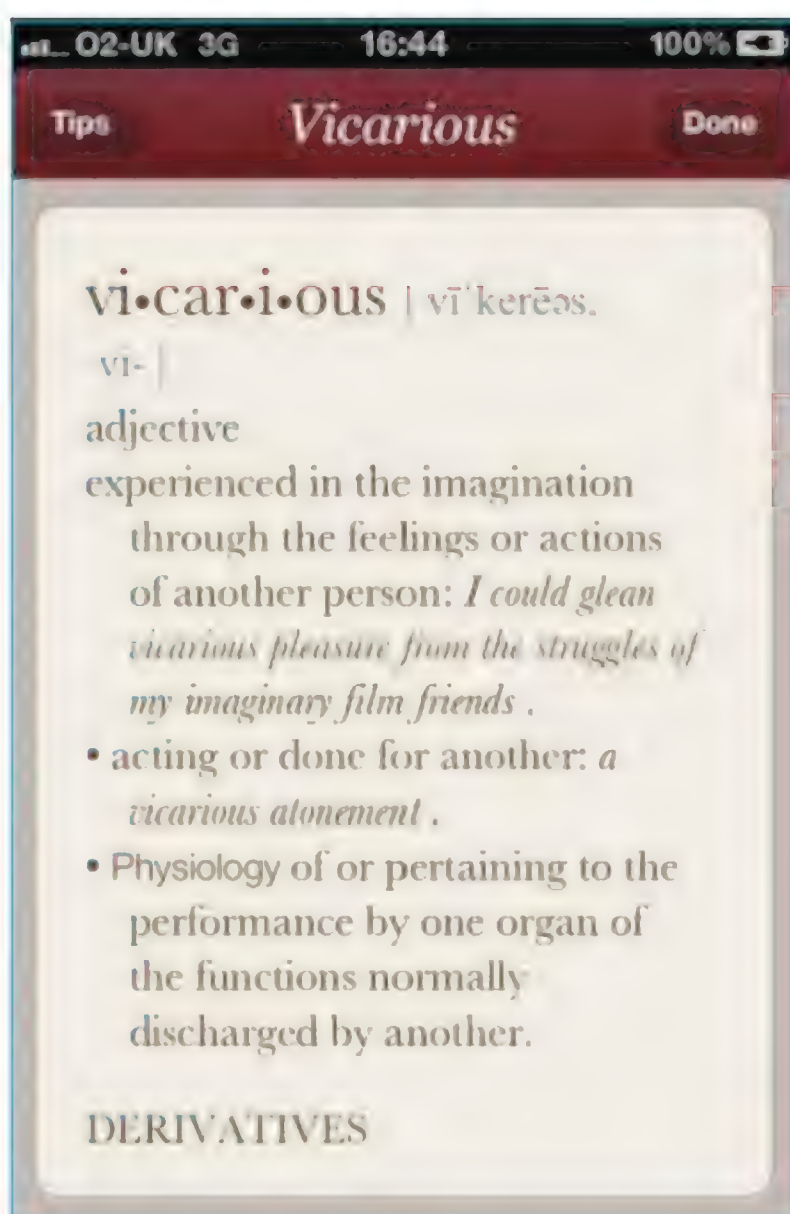 O2-UK 3G 16:44 100%
Tips Vicarious Done
vi•car•i•ous | vīˈkerēəs,
vi- |
adjective
experienced in the imagination
through the feelings or actions
of another person: I could glean
vicarious pleasure from the struggles of
my imaginary film friends .
• acting or done for another: a
vicarious atonement .
• Physiology of or pertaining to the
performance by one organ of
the functions normally
discharged by another.
DERIVATIVES